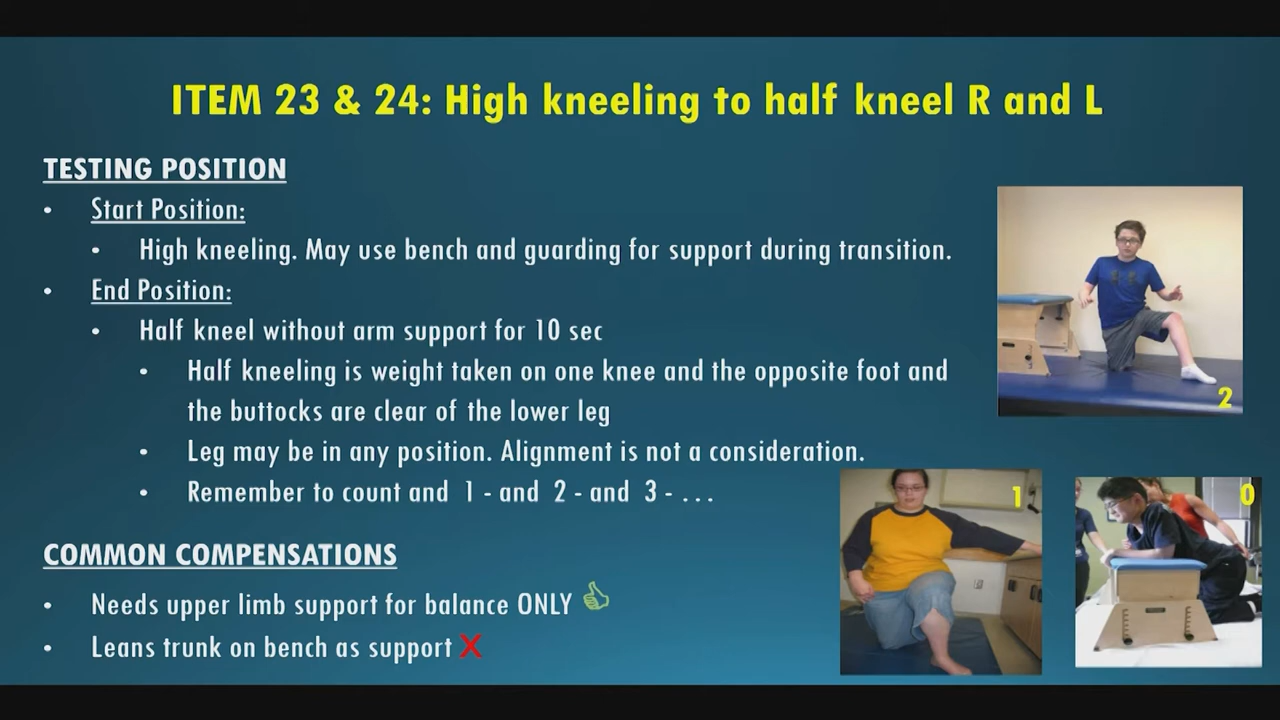 ITEM 23 & 24: High kneeling to half kneel R and L
TESTING POSITION
• Start Position:
• High kneeling. May use bench and guarding for support during transition.
• End Position:
• Half kneel without arm support for 10 sec
• Half kneeling is weight taken on one knee and the opposite foot and
the buttocks are clear of the lower leg
• Leg may be in any position. Alignment is not a consideration.
• Remember to count and 1 - and 2 - and 3 - ...
COMMON COMPENSATIONS
• Needs upper limb support for balance ONLY 👍
• Leans trunk on bench as support X
2
1
0